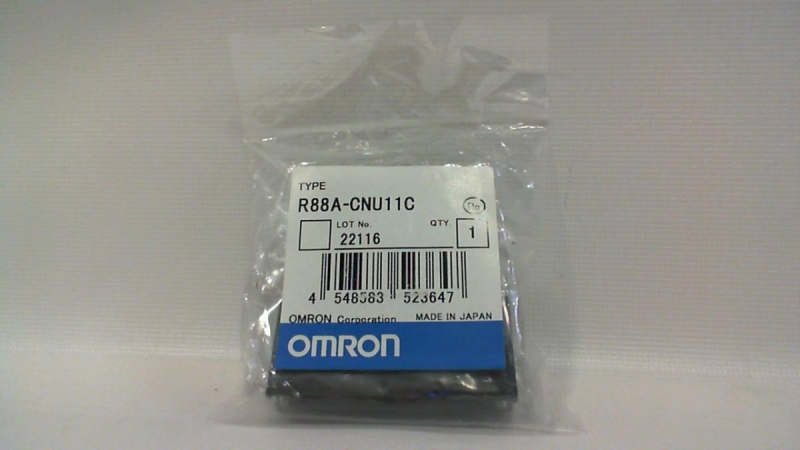 TYPE
R88A-CNU11C
LOT No. QTY.
22116 1
4 548583 523647
OMRON Corporation MADE IN JAPAN
OMRON